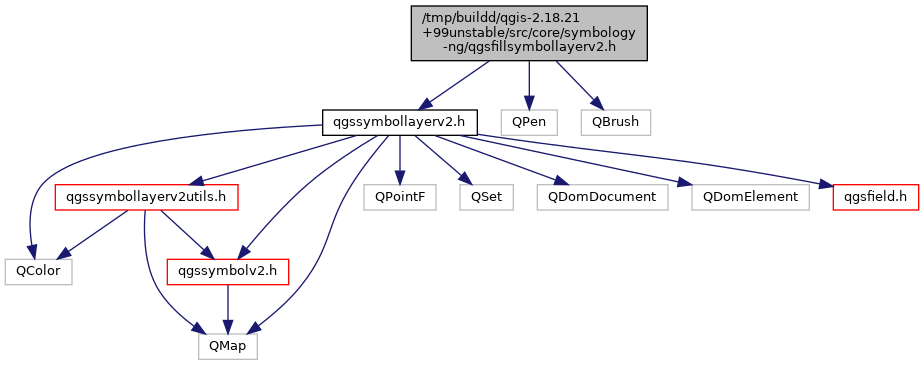 /tmp/buildd/qgis-2.18.21
+99unstable/src/core/symbology
-ng/qgsfillsymbollayerv2.h
qgssymbollayerv2.h
QPen
QBrush
qgssymbollayerv2utils.h
QPointF
QSet
QDomDocument
QDomElement
qgsfield.h
QColor
qgssymbolv2.h
QMap